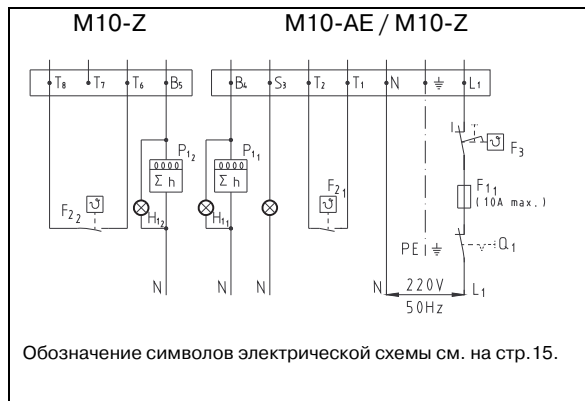 M10-Z M10-AE / M10-Z
T8 T7 T6 B5 B4 S3 T2 T1 N L1
P12 P11
0000 0000
Σ h Σ h
ϑ F3
F22 ϑ H12 H11 F21 ϑ
F11
(10A max.)
PE Q1
N N N N 220V L1
50Hz
Обозначение символов электрической схемы см. на стр.15.